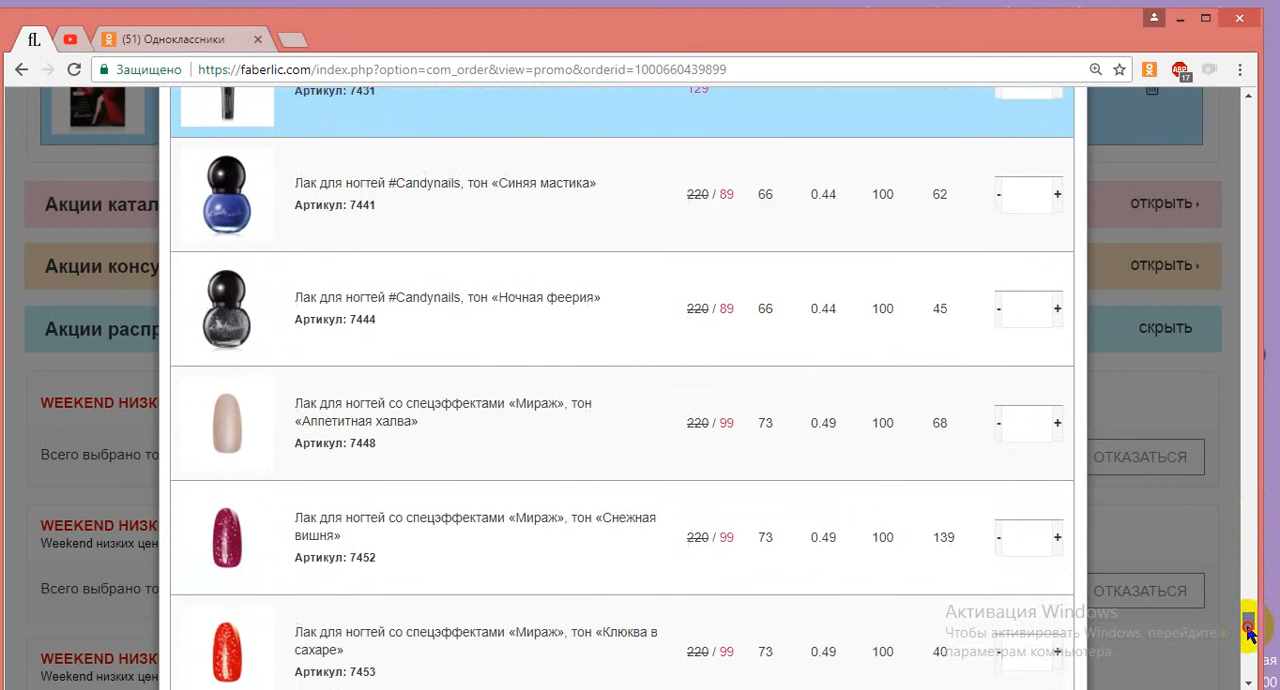 fL
(51) Одноклассники
Защищено https://faberlic.com/index.php?option=com_order&view=promo&orderid=1000660439899
ABP
17
Артикул: 7431
129
Лак для ногтей #Candynails, тон «Синяя мастика»
Артикул: 7441
220 / 89 66 0.44 100 62 - +
Лак для ногтей #Candynails, тон «Ночная феерия»
Артикул: 7444
220 / 89 66 0.44 100 45 - +
Лак для ногтей со спецэффектами «Мираж», тон
«Аппетитная халва»
Артикул: 7448
220 / 99 73 0.49 100 68 - +
Лак для ногтей со спецэффектами «Мираж», тон «Снежная
вишня»
Артикул: 7452
220 / 99 73 0.49 100 139 - +
Лак для ногтей со спецэффектами «Мираж», тон «Клюква в
сахаре»
Артикул: 7453
220 / 99 73 0.49 100 40 - +
Акции катал
открыть
Акции консу
открыть
Акции распр
скрыть
WEEKEND НИЗК
Всего выбрано то
ОТКАЗАТЬСЯ
WEEKEND НИЗК
Weekend низких цен
Всего выбрано то
ОТКАЗАТЬСЯ
WEEKEND НИЗК
Weekend низких цен
Активация Windows
Чтобы активировать Windows, перейдите к
параметрам компьютера.
ая
00